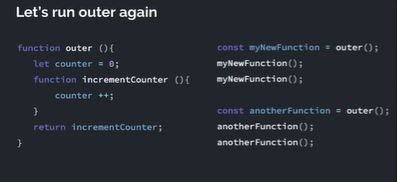 Let's run outer again
function outer (){
let counter = 0;
function incrementCounter (){
counter ++;
}
return incrementCounter;
}
const myNewFunction = outer();
myNewFunction();
myNewFunction();
const anotherFunction = outer();
anotherFunction();
anotherFunction();